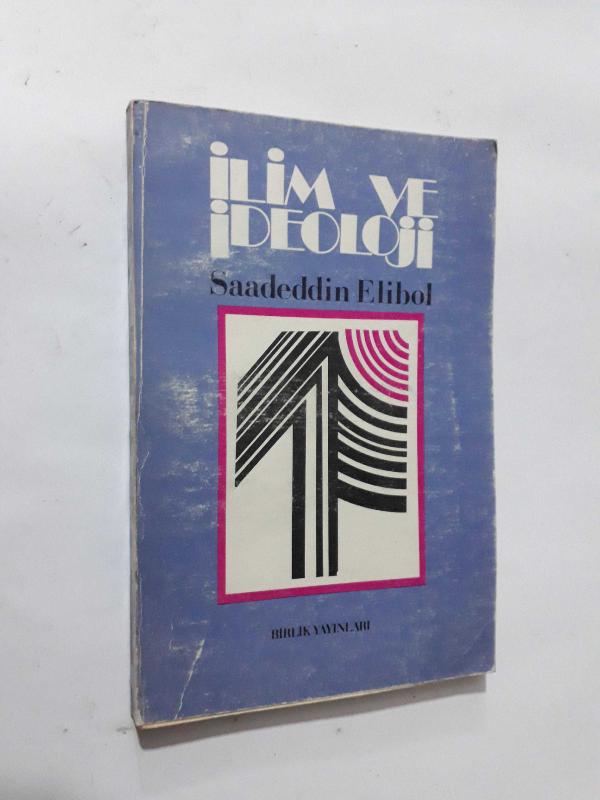 İLİM VE
İDEOLOJİ
Saadeddin Elibol
BİRLİK YAYINLARI